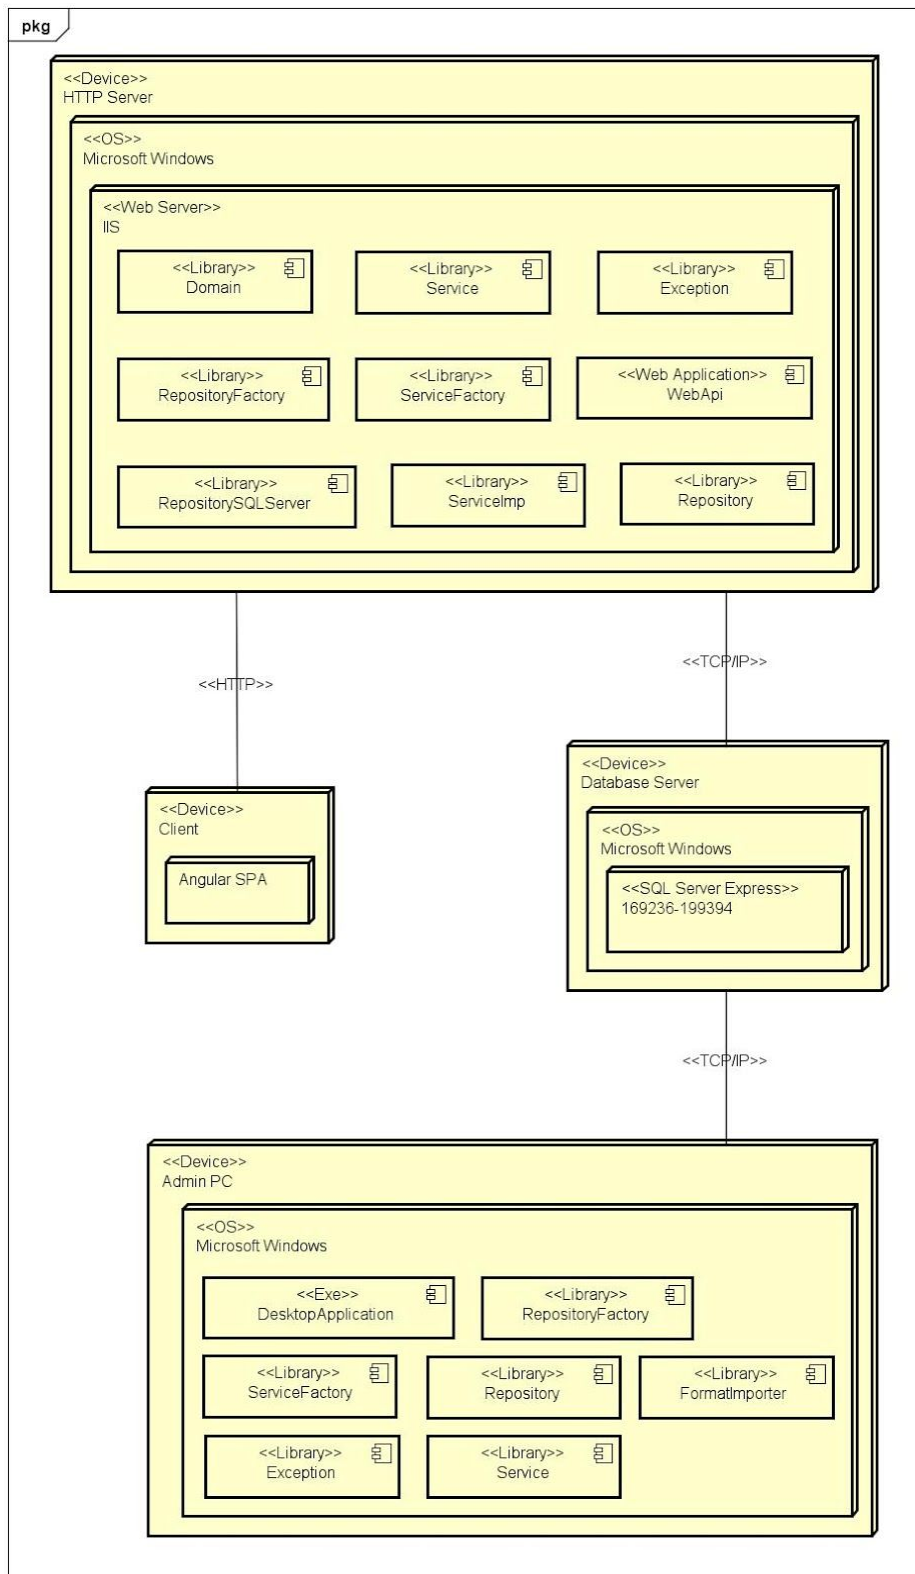 pkg
<<Device>>
HTTP Server
<<OS>>
Microsoft Windows
<<Web Server>>
IIS
<<Library>>
Domain
<<Library>>
Service
<<Library>>
Exception
<<Library>>
RepositoryFactory
<<Library>>
ServiceFactory
<<Web Application>>
WebApi
<<Library>>
RepositorySQLServer
<<Library>>
ServiceImp
<<Library>>
Repository
<<TCP/IP>>
<<HTTP>>
<<Device>>
Client
Angular SPA
<<Device>>
Database Server
<<OS>>
Microsoft Windows
<<SQL Server Express>>
169236-199394
<<TCP/IP>>
<<Device>>
Admin PC
<<OS>>
Microsoft Windows
<<Exe>>
DesktopApplication
<<Library>>
RepositoryFactory
<<Library>>
ServiceFactory
<<Library>>
Repository
<<Library>>
FormatImporter
<<Library>>
Exception
<<Library>>
Service